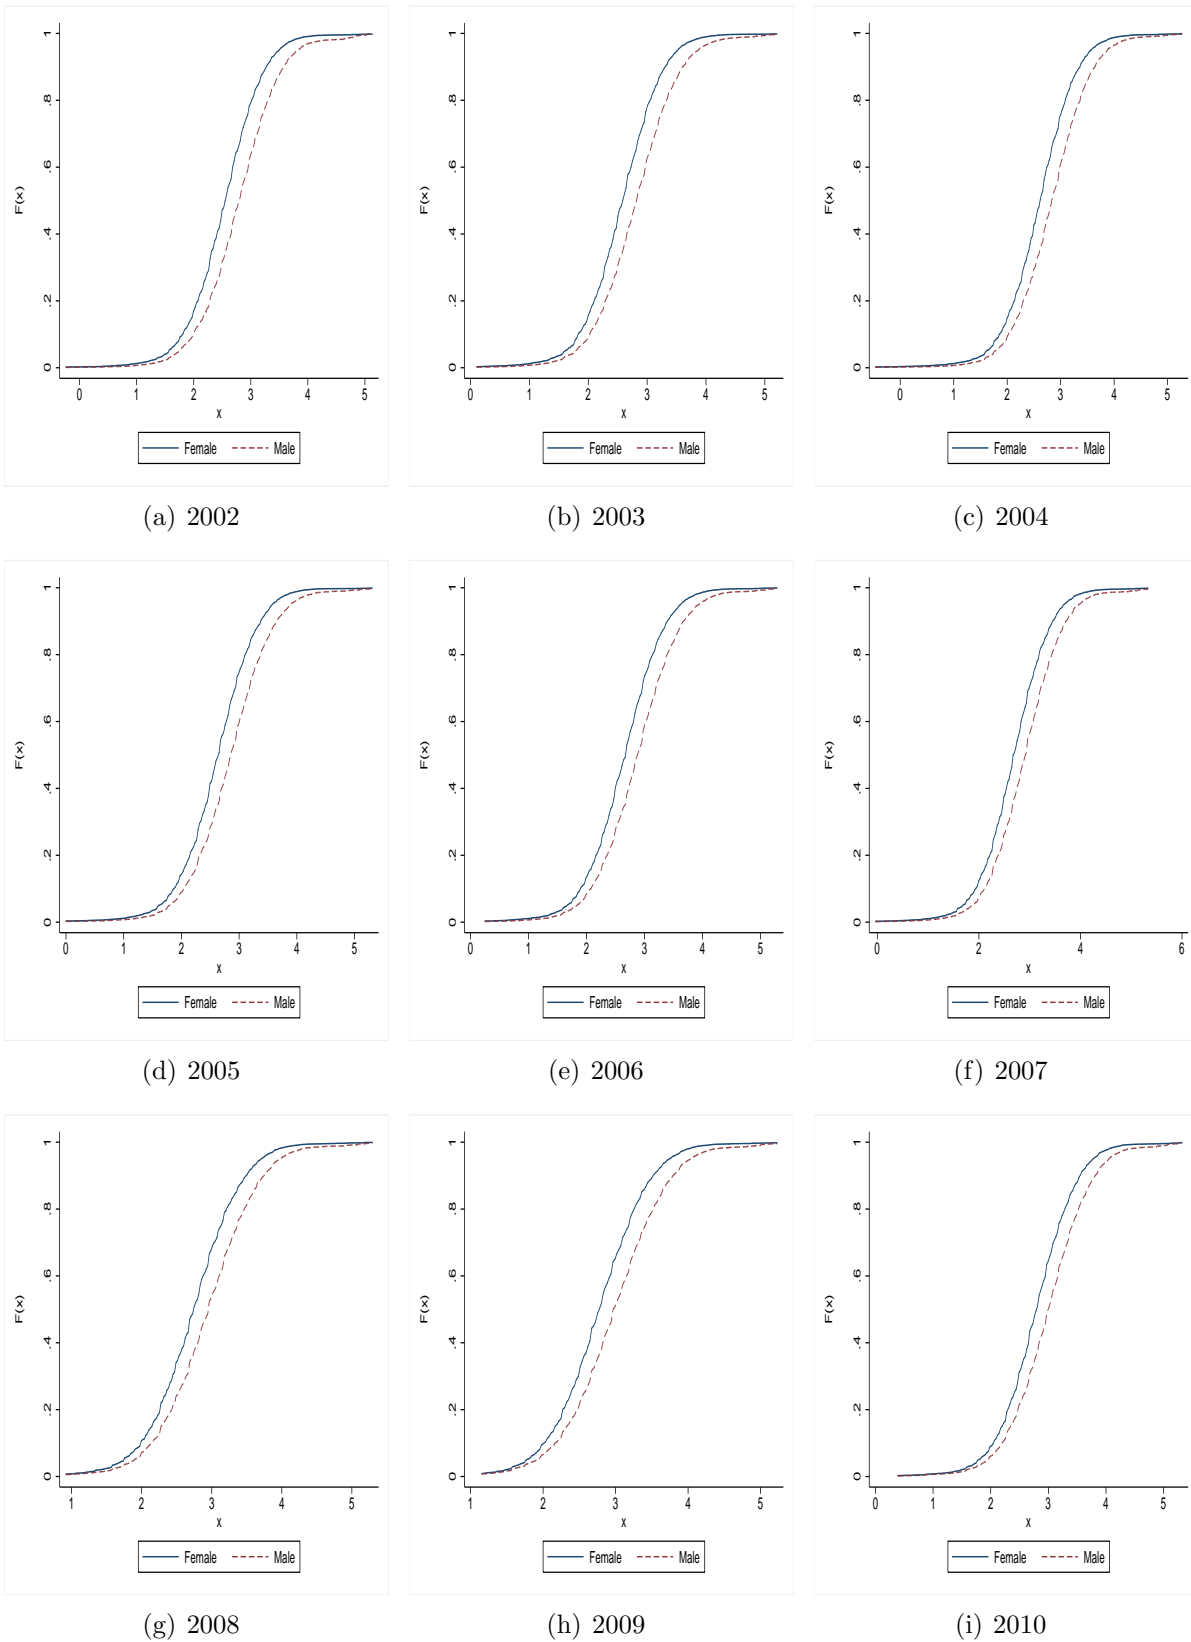 F(x)
1
.8
.6
.4
.2
0
0 1 2 3 4 5
x
Female Male
(a) 2002
F(x)
1
.8
.6
.4
.2
0
0 1 2 3 4 5
x
Female Male
(b) 2003
F(x)
1
.8
.6
.4
.2
0
0 1 2 3 4 5
x
Female Male
(c) 2004
F(x)
1
.8
.6
.4
.2
0
0 1 2 3 4 5
x
Female Male
(d) 2005
F(x)
1
.8
.6
.4
.2
0
0 1 2 3 4 5
x
Female Male
(e) 2006
F(x)
1
.8
.6
.4
.2
0
0 2 4 6
x
Female Male
(f) 2007
F(x)
1
.8
.6
.4
.2
0
1 2 3 4 5
x
Female Male
(g) 2008
F(x)
1
.8
.6
.4
.2
0
1 2 3 4 5
x
Female Male
(h) 2009
F(x)
1
.8
.6
.4
.2
0
0 1 2 3 4 5
x
Female Male
(i) 2010